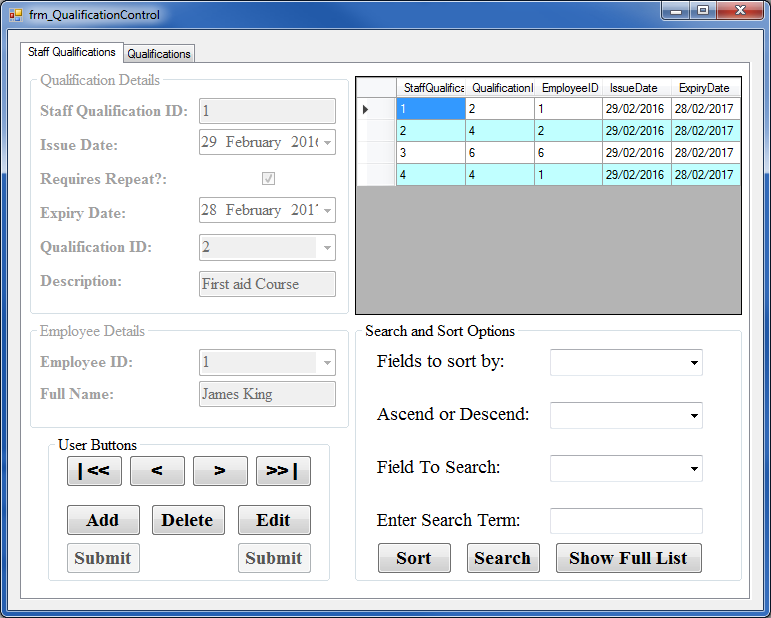 frm_QualificationControl
Staff Qualifications
Qualifications
Qualification Details
Staff Qualification ID: 1
Issue Date: 29 February 2016
Requires Repeat?:
Expiry Date: 28 February 2017
Qualification ID: 2
Description: First aid Course
Employee Details
Employee ID: 1
Full Name: James King
User Buttons
|<< < > >>|
Add Delete Edit
Submit Submit
StaffQualifica QualificationI EmployeeID IssueDate ExpiryDate
1 2 1 29/02/2016 28/02/2017
2 4 2 29/02/2016 28/02/2017
3 6 6 29/02/2016 28/02/2017
4 4 1 29/02/2016 28/02/2017
Search and Sort Options
Fields to sort by:
Ascend or Descend:
Field To Search:
Enter Search Term:
Sort Search Show Full List